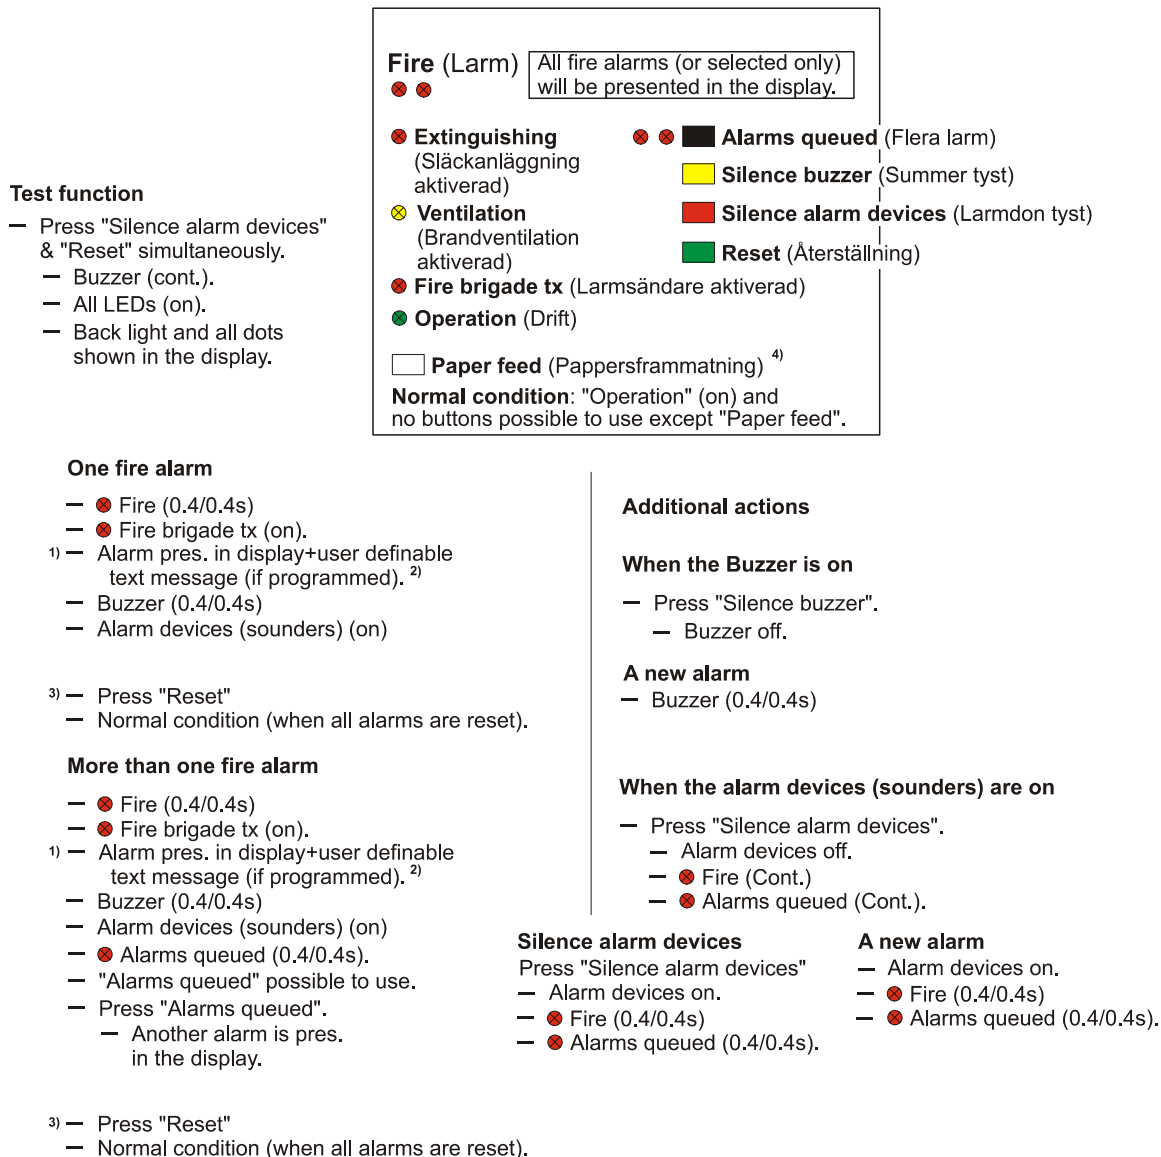 Fire (Larm)
All fire alarms (or selected only)
will be presented in the display.
Extinguishing
(Släckanläggning
aktiverad)
Ventilation
(Brandventilation
aktiverad)
Fire brigade tx (Larmsändare aktiverad)
Operation (Drift)
Alarms queued (Flera larm)
Silence buzzer (Summer tyst)
Silence alarm devices (Larmdon tyst)
Reset (Återställning)
Paper feed (Pappersframmatning) 4)
Normal condition: "Operation" (on) and
no buttons possible to use except "Paper feed".
Test function
— Press "Silence alarm devices"
& "Reset" simultaneously.
— Buzzer (cont.).
— All LEDs (on).
— Back light and all dots
shown in the display.
One fire alarm
— Fire (0.4/0.4s)
— Fire brigade tx (on).
1) — Alarm pres. in display+user definable
text message (if programmed). 2)
— Buzzer (0.4/0.4s)
— Alarm devices (sounders) (on)
3) — Press "Reset"
— Normal condition (when all alarms are reset).
More than one fire alarm
— Fire (0.4/0.4s)
— Fire brigade tx (on).
1) — Alarm pres. in display+user definable
text message (if programmed). 2)
— Buzzer (0.4/0.4s)
— Alarm devices (sounders) (on)
— Alarms queued (0.4/0.4s).
— "Alarms queued" possible to use.
— Press "Alarms queued".
— Another alarm is pres.
in the display.
3) — Press "Reset"
— Normal condition (when all alarms are reset).
Additional actions
When the Buzzer is on
— Press "Silence buzzer".
— Buzzer off.
A new alarm
— Buzzer (0.4/0.4s)
When the alarm devices (sounders) are on
— Press "Silence alarm devices".
— Alarm devices off.
— Fire (Cont.)
— Alarms queued (Cont.).
Silence alarm devices
Press "Silence alarm devices"
— Alarm devices on.
— Fire (0.4/0.4s)
— Alarms queued (0.4/0.4s).
A new alarm
— Alarm devices on.
— Fire (0.4/0.4s)
— Alarms queued (0.4/0.4s).